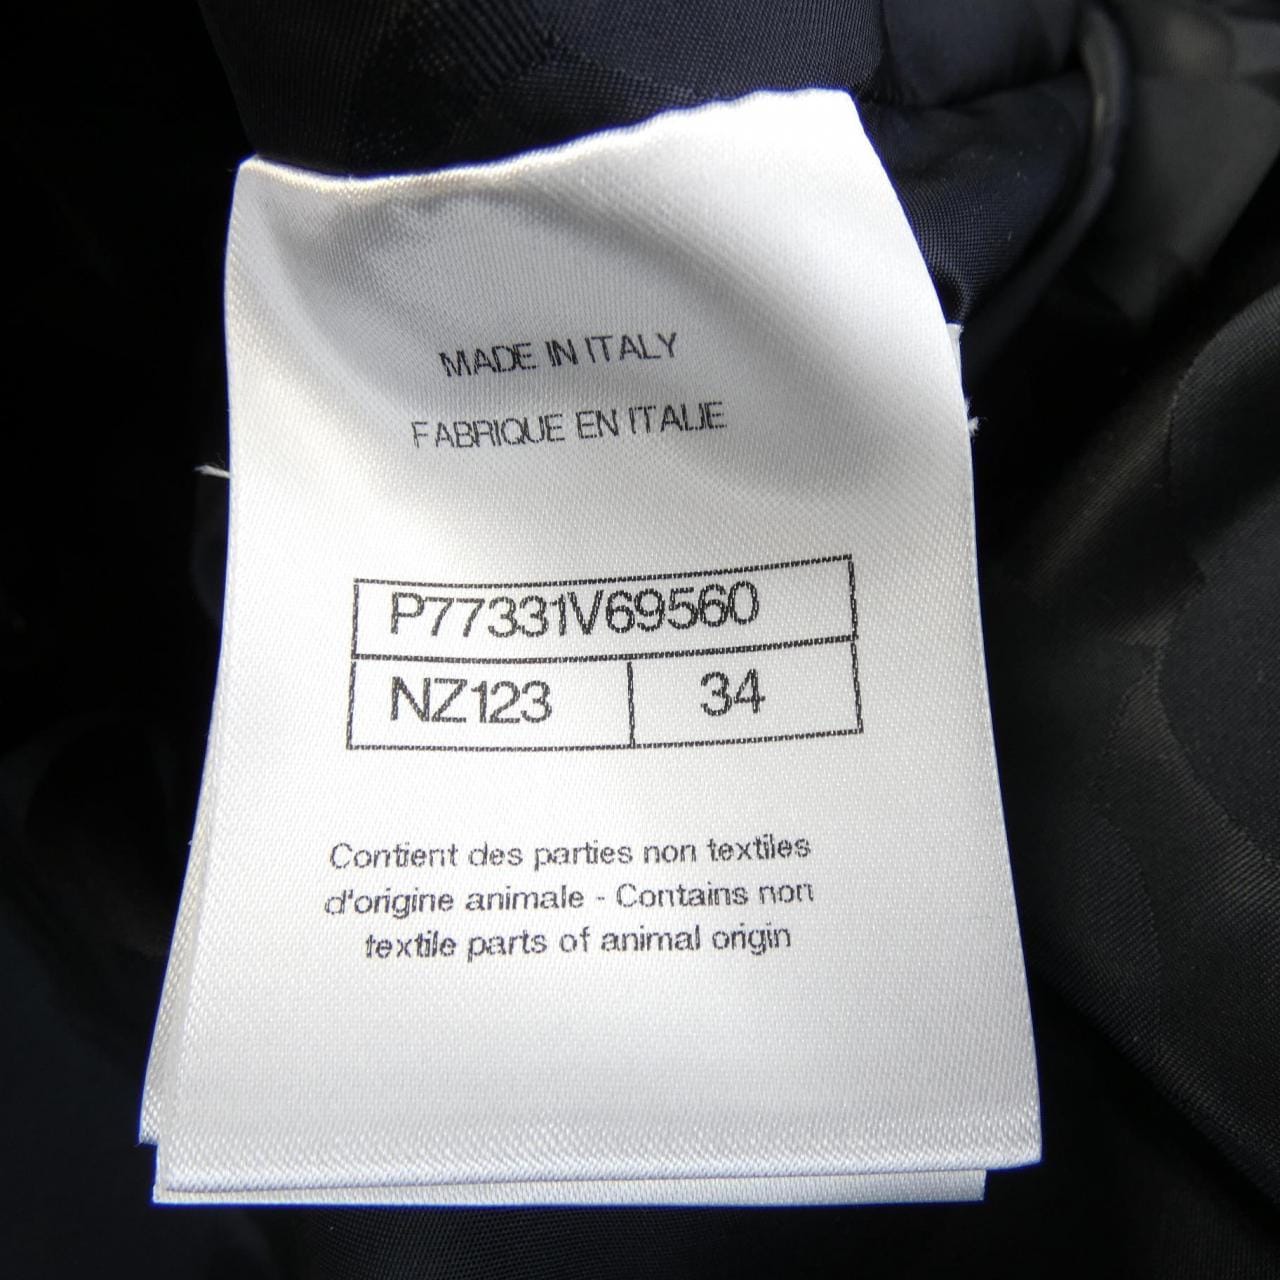 MADE IN ITALY
FABRIQUE EN ITALIE
P77331V69560
NZ123 34
Contient des parties non textiles
d'origine animale - Contains non
textile parts of animal origin